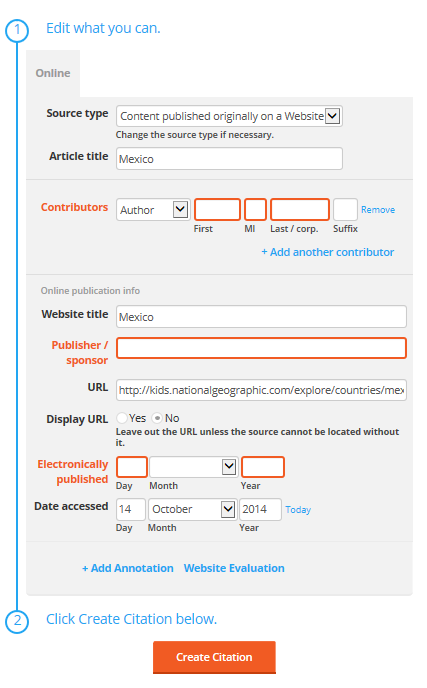 1 Edit what you can.
Online
Source type Content published originally on a Website
Change the source type if necessary.
Article title Mexico
Contributors Author Remove
First MI Last / corp. Suffix
+ Add another contributor
Online publication info
Website title Mexico
Publisher /
sponsor
URL http://kids.nationalgeographic.com/explore/countries/mex
Display URL Yes No
Leave out the URL unless the source cannot be located without
it.
Electronically
published
Day Month Year
Date accessed 14 October 2014 Today
Day Month Year
+ Add Annotation Website Evaluation
2 Click Create Citation below.
Create Citation